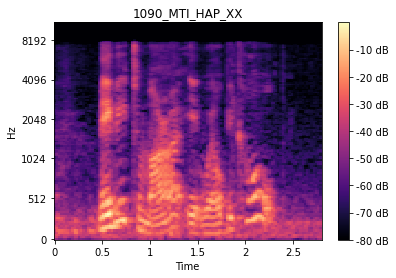 1090_MTI_HAP_XX
8192
4096
2048
1024
512
0
Hz
0
0.5
1
1.5
2
2.5
Time
-10 dB
-20 dB
-30 dB
-40 dB
-50 dB
-60 dB
-70 dB
-80 dB